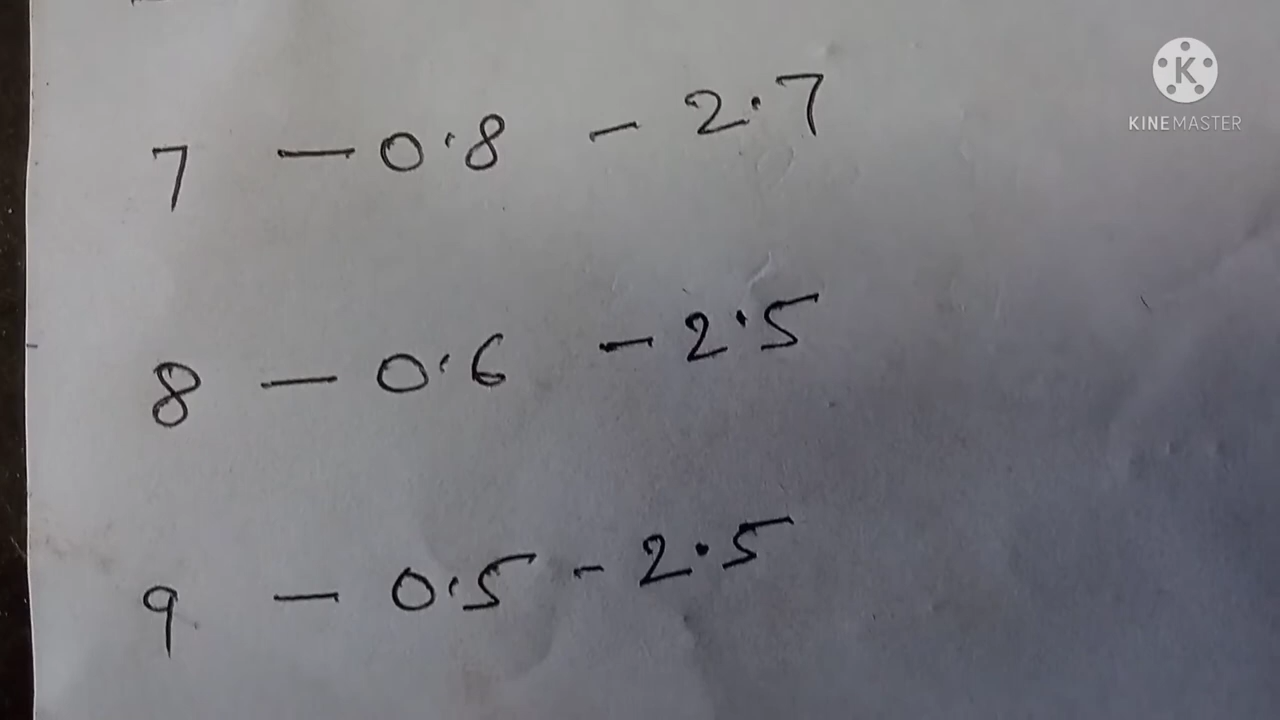 7 — 0.8 - 2.7
K
KINEMASTER
8 — 0.6 - 2.5
9 — 0.5 - 2.5